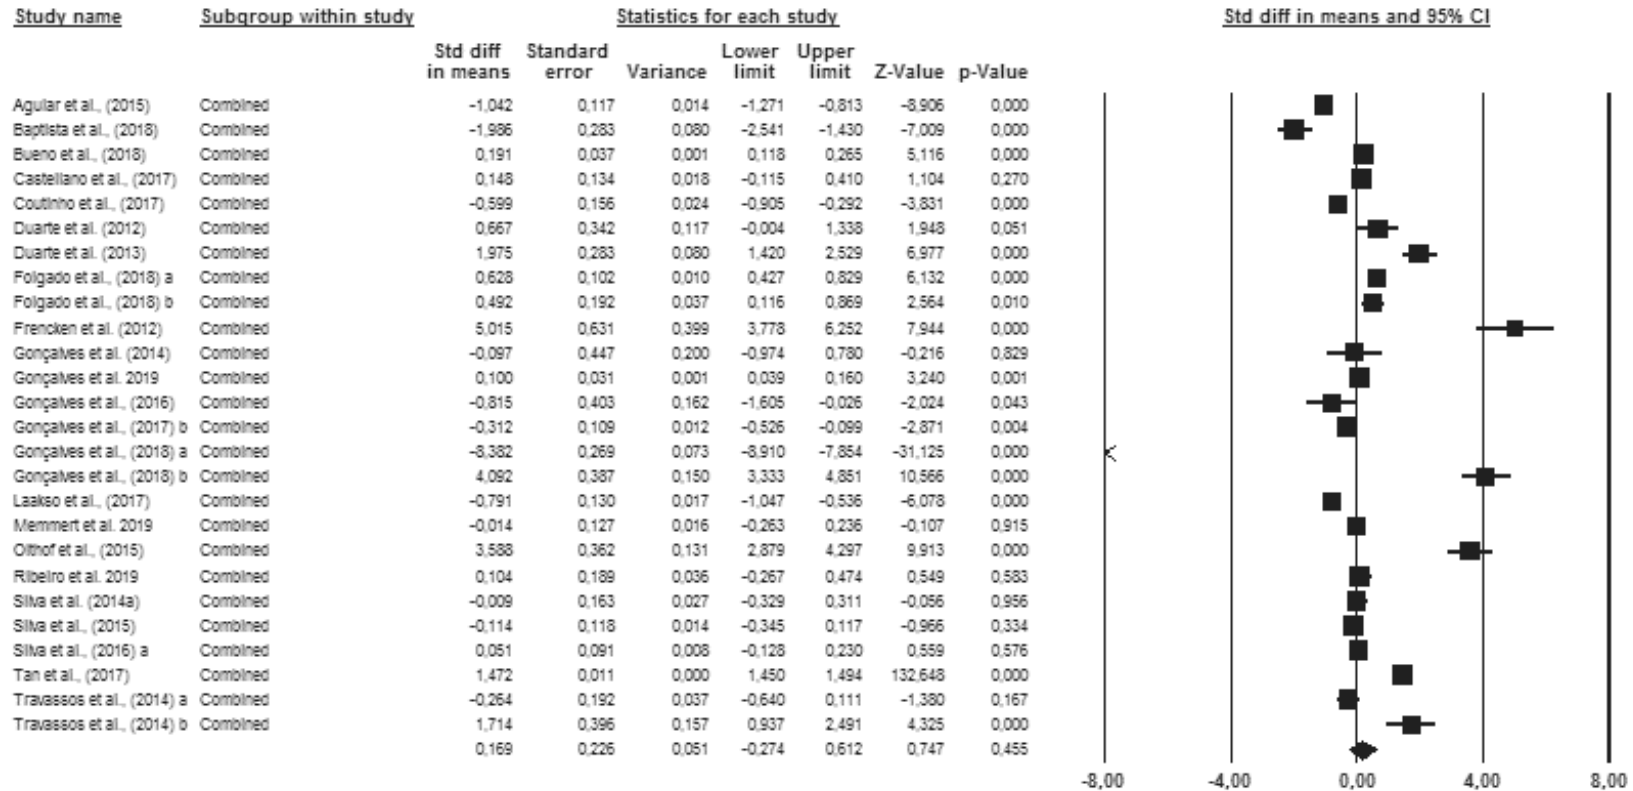 Study name Subgroup within study Statistics for each study Std diff in means and 95% CI
Std diff Standard Lower Upper
in means error Variance limit limit Z-Value p-Value
Aguiar et al., (2015) Combined -1,042 0,117 0,014 -1,271 -0,813 -8,906 0,000
Baptista et al., (2018) Combined -1,986 0,283 0,080 -2,541 -1,430 -7,009 0,000
Bueno et al., (2018) Combined 0,191 0,037 0,001 0,118 0,265 5,116 0,000
Castellano et al., (2017) Combined 0,148 0,134 0,018 -0,115 0,410 1,104 0,270
Coutinho et al., (2017) Combined -0,599 0,156 0,024 -0,905 -0,292 -3,831 0,000
Duarte et al. (2012) Combined 0,667 0,342 0,117 -0,004 1,338 1,948 0,051
Duarte et al. (2013) Combined 1,975 0,283 0,080 1,420 2,529 6,977 0,000
Folgado et al., (2018) a Combined 0,628 0,102 0,010 0,427 0,829 6,132 0,000
Folgado et al., (2018) b Combined 0,492 0,192 0,037 0,116 0,869 2,564 0,010
Frencken et al. (2012) Combined 5,015 0,631 0,399 3,778 6,252 7,944 0,000
Gonçalves et al. (2014) Combined -0,097 0,447 0,200 -0,974 0,780 -0,216 0,829
Gonçalves et al. 2019 Combined 0,100 0,031 0,001 0,039 0,160 3,240 0,001
Gonçalves et al., (2016) Combined -0,815 0,403 0,162 -1,605 -0,026 -2,024 0,043
Gonçalves et al., (2017) b Combined -0,312 0,109 0,012 -0,526 -0,099 -2,871 0,004
Gonçalves et al., (2018) a Combined -8,382 0,269 0,073 -8,910 -7,854 -31,125 0,000
Gonçalves et al., (2018) b Combined 4,092 0,387 0,150 3,333 4,851 10,566 0,000
Laakso et al., (2017) Combined -0,791 0,130 0,017 -1,047 -0,536 -6,078 0,000
Memmert et al. 2019 Combined -0,014 0,127 0,016 -0,263 0,236 -0,107 0,915
Olthof et al., (2015) Combined 3,588 0,362 0,131 2,879 4,297 9,913 0,000
Ribeiro et al. 2019 Combined 0,104 0,189 0,036 -0,267 0,474 0,549 0,583
Silva et al. (2014a) Combined -0,009 0,163 0,027 -0,329 0,311 -0,056 0,956
Silva et al., (2015) Combined -0,114 0,118 0,014 -0,345 0,117 -0,966 0,334
Silva et al., (2016) a Combined 0,051 0,091 0,008 -0,128 0,230 0,559 0,576
Tan et al., (2017) Combined 1,472 0,011 0,000 1,450 1,494 132,648 0,000
Travassos et al., (2014) a Combined -0,264 0,192 0,037 -0,640 0,111 -1,380 0,167
Travassos et al., (2014) b Combined 1,714 0,396 0,157 0,937 2,491 4,325 0,000
0,169 0,226 0,051 -0,274 0,612 0,747 0,455
-8,00 -4,00 0,00 4,00 8,00